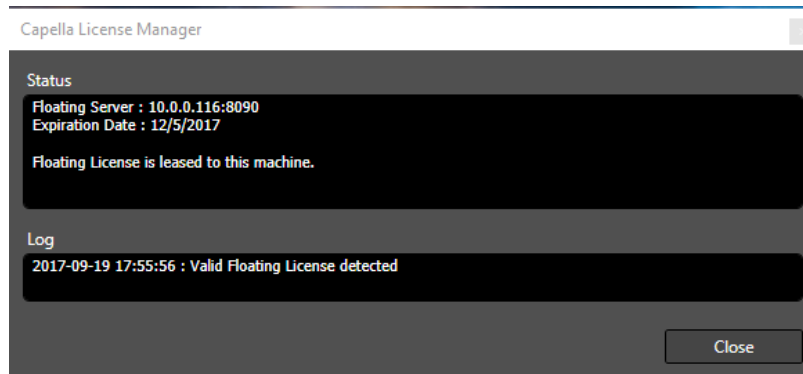 Capella License Manager
Status
Floating Server : 10.0.0.116:8090
Expiration Date : 12/5/2017
Floating License is leased to this machine.
Log
2017-09-19 17:55:56 : Valid Floating License detected
Close